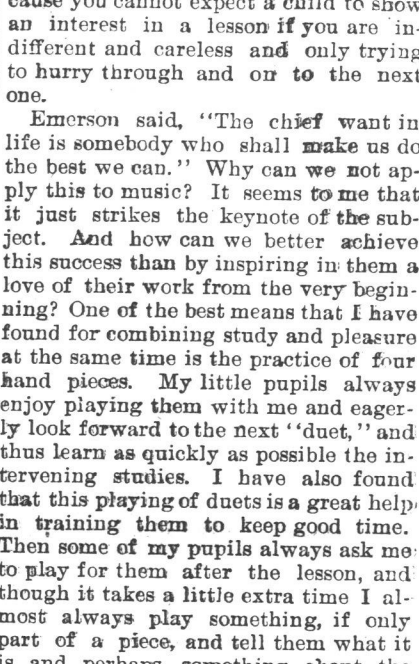 cause you cannot expect a child to show
an interest in a lesson if you are in-
different and careless and only trying
to hurry through and on to the next
one.
Emerson said, "The chief want in
life is somebody who shall make us do
the best we can." Why can we not ap-
ply this to music? It seems to me that
it just strikes the keynote of the sub-
ject. And how can we better achieve
this success than by inspiring in them a
love of their work from the very begin-
ning? One of the best means that I have
found for combining study and pleasure
at the same time is the practice of four
hand pieces. My little pupils always
enjoy playing them with me and eager-
ly look forward to the next "duet," and
thus learn as quickly as possible the in-
tervening studies. I have also found
that this playing of duets is a great help
in training them to keep good time.
Then some of my pupils always ask me
to play for them after the lesson, and
though it takes a little extra time I al-
most always play something, if only
part of a piece, and tell them what it
is and perhaps something about the